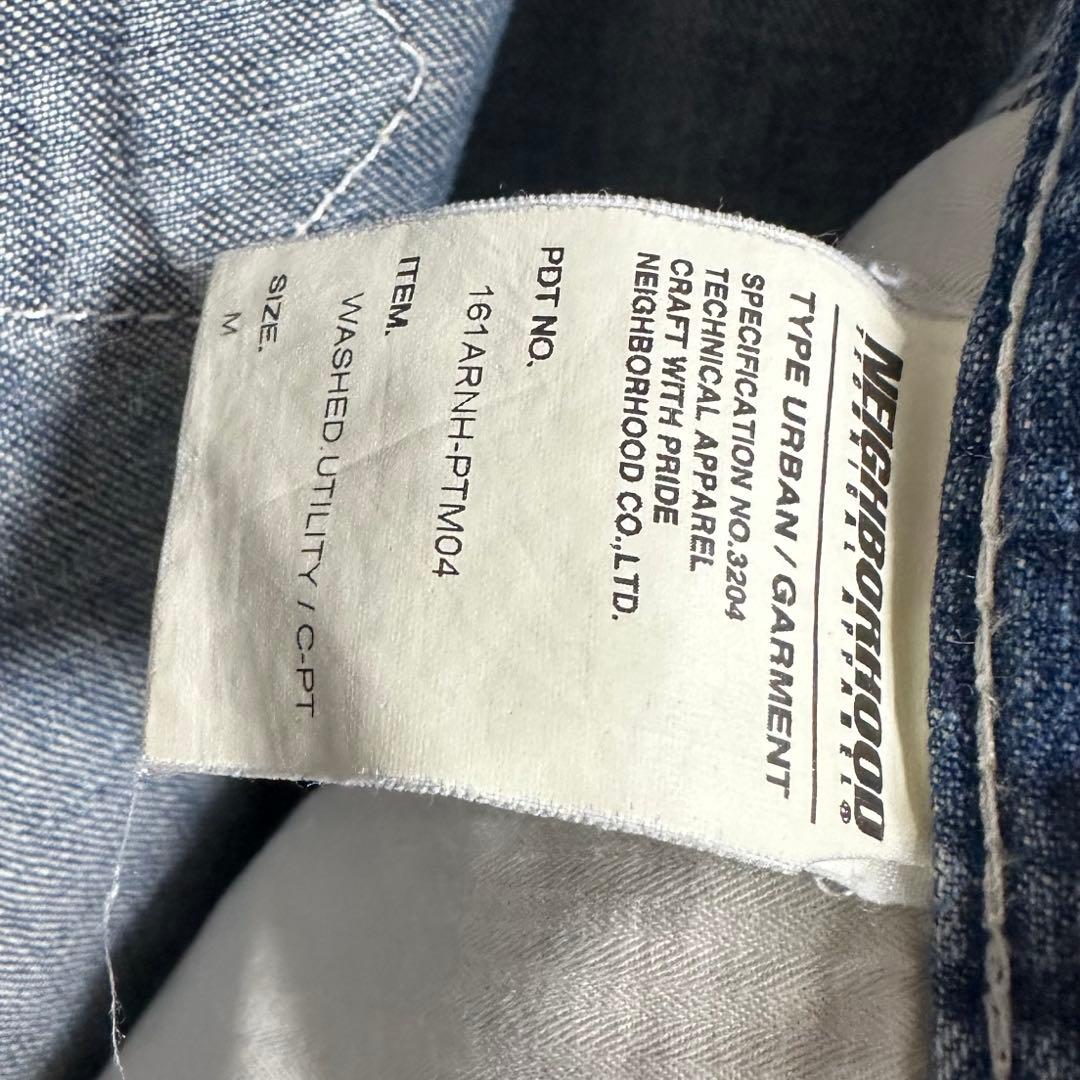 NEIGHBORHOOD
TECHNICAL APPAREL ®
TYPE URBAN / GARMENT
SPECIFICATION NO.3204
TECHNICAL APPAREL
CRAFT WITH PRIDE
NEIGHBORHOOD CO.,LTD.
PDT NO,
161ARNH-PTM04
ITEM.
WASHED.UTILITY / C-PT
SIZE.
M